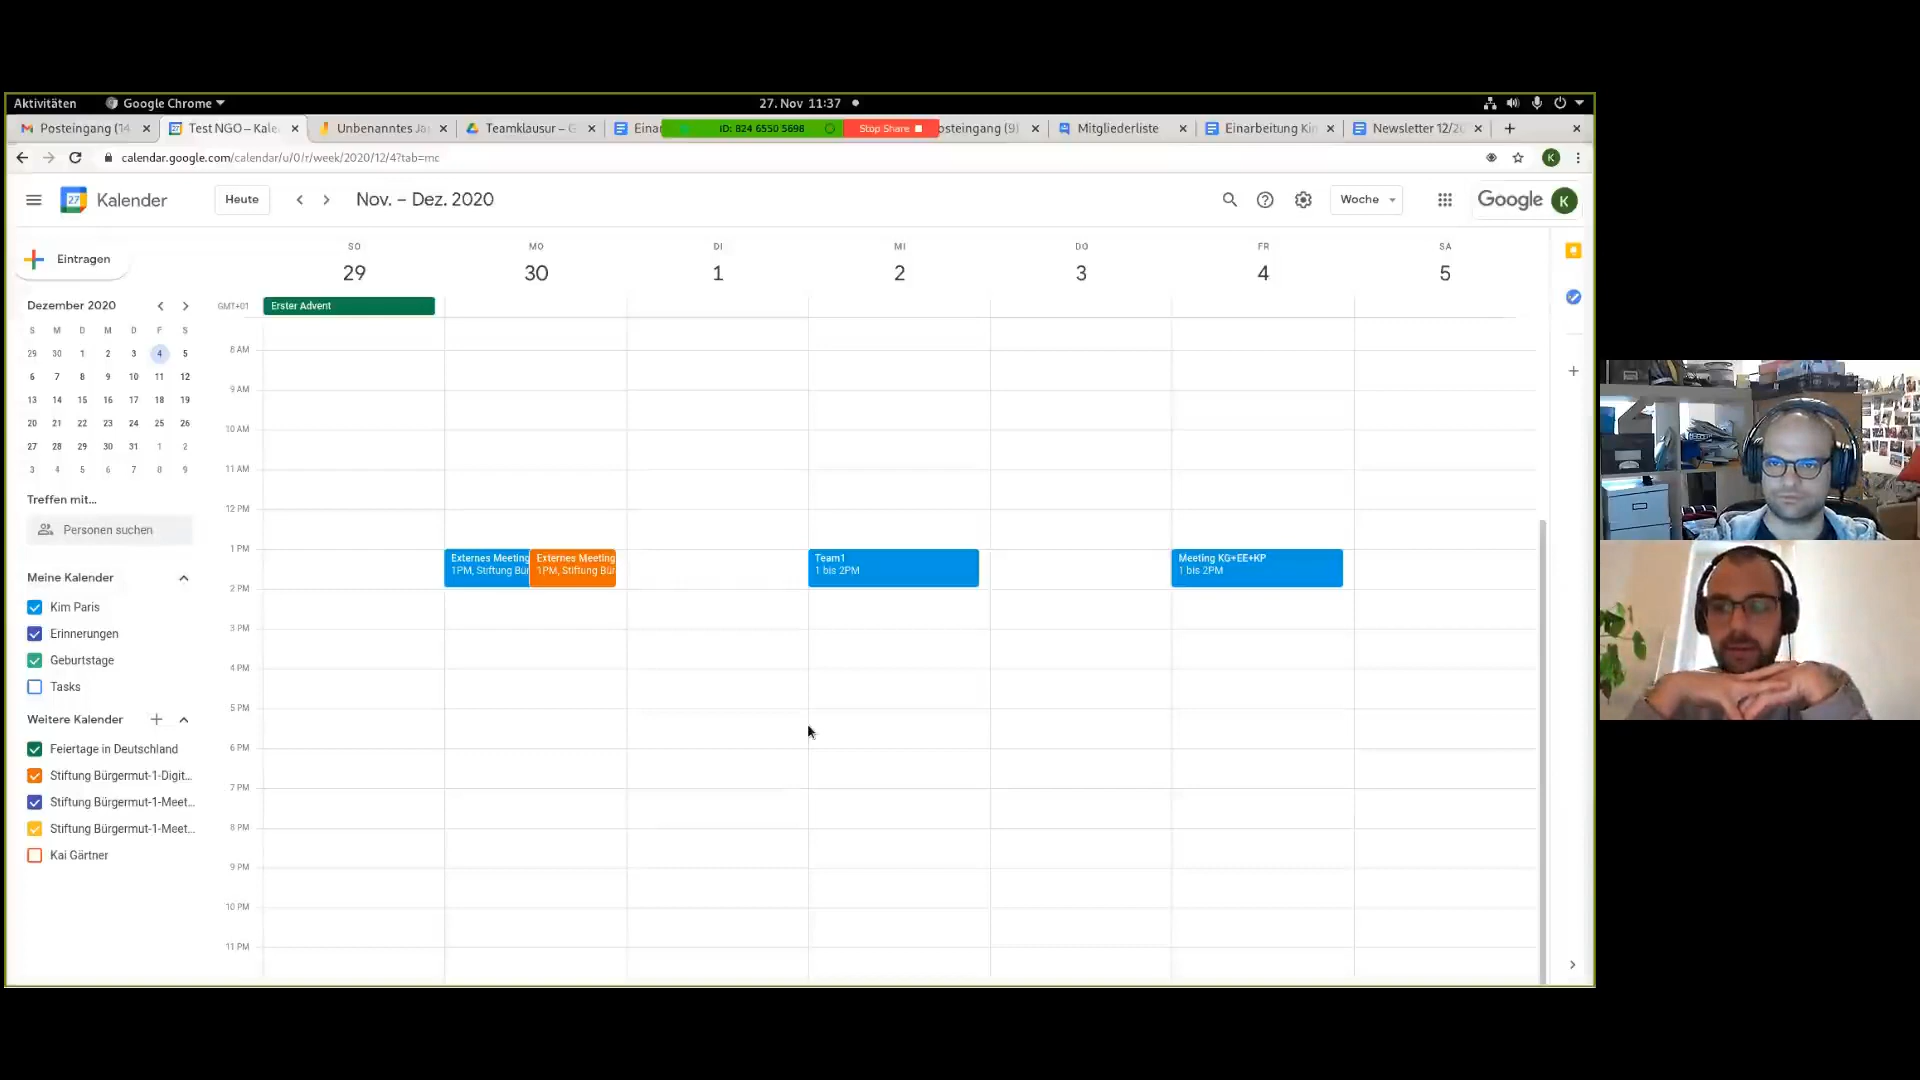 Aktivitäten Google Chrome 27. Nov 11:37
Posteingang (14 Test NGO – Kale Unbenanntes Ja Teamklausur – G Einar ID: 824 6550 5698 Stop Share osteingang (9) Mitgliederliste Einarbeitung Kim Newsletter 12/20
calendar.google.com/calendar/u/0/r/week/2020/12/4?tab=mc K
27 Kalender Heute Nov. – Dez. 2020 Woche Google K
Eintragen
SO MO DI MI DO FR SA
29 30 1 2 3 4 5
GMT+01 Erster Advent
Dezember 2020
S M D M D F S
29 30 1 2 3 4 5
6 7 8 9 10 11 12
13 14 15 16 17 18 19
20 21 22 23 24 25 26
27 28 29 30 31 1 2
3 4 5 6 7 8 9
Treffen mit...
Personen suchen
Meine Kalender
Kim Paris
Erinnerungen
Geburtstage
Tasks
Weitere Kalender
Feiertage in Deutschland
Stiftung Bürgermut-1-Digit...
Stiftung Bürgermut-1-Meet...
Stiftung Bürgermut-1-Meet...
Kai Gärtner
8 AM
9 AM
10 AM
11 AM
12 PM
1 PM
2 PM
3 PM
4 PM
5 PM
6 PM
7 PM
8 PM
9 PM
10 PM
11 PM
Externes Meeting
1PM, Stiftung Bür
Externes Meeting
1PM, Stiftung Bür
Team1
1 bis 2PM
Meeting KG+EE+KP
1 bis 2PM